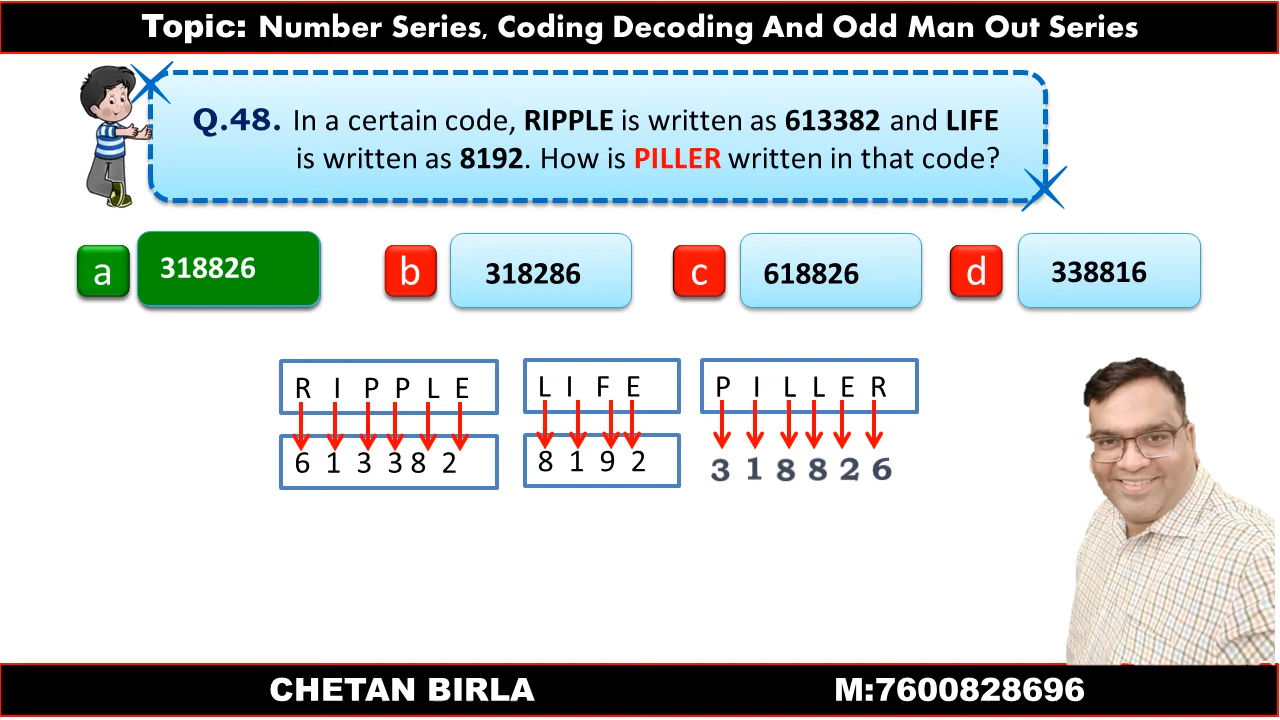 Topic: Number Series, Coding Decoding And Odd Man Out Series
Q.48. In a certain code, RIPPLE is written as 613382 and LIFE
is written as 8192. How is PILLER written in that code?
a 318826 b 318286 c 618826 d 338816
R I P P L E L I F E P I L L E R
6 1 3 3 8 2 8 1 9 2 3 1 8 8 2 6
CHETAN BIRLA M:7600828696